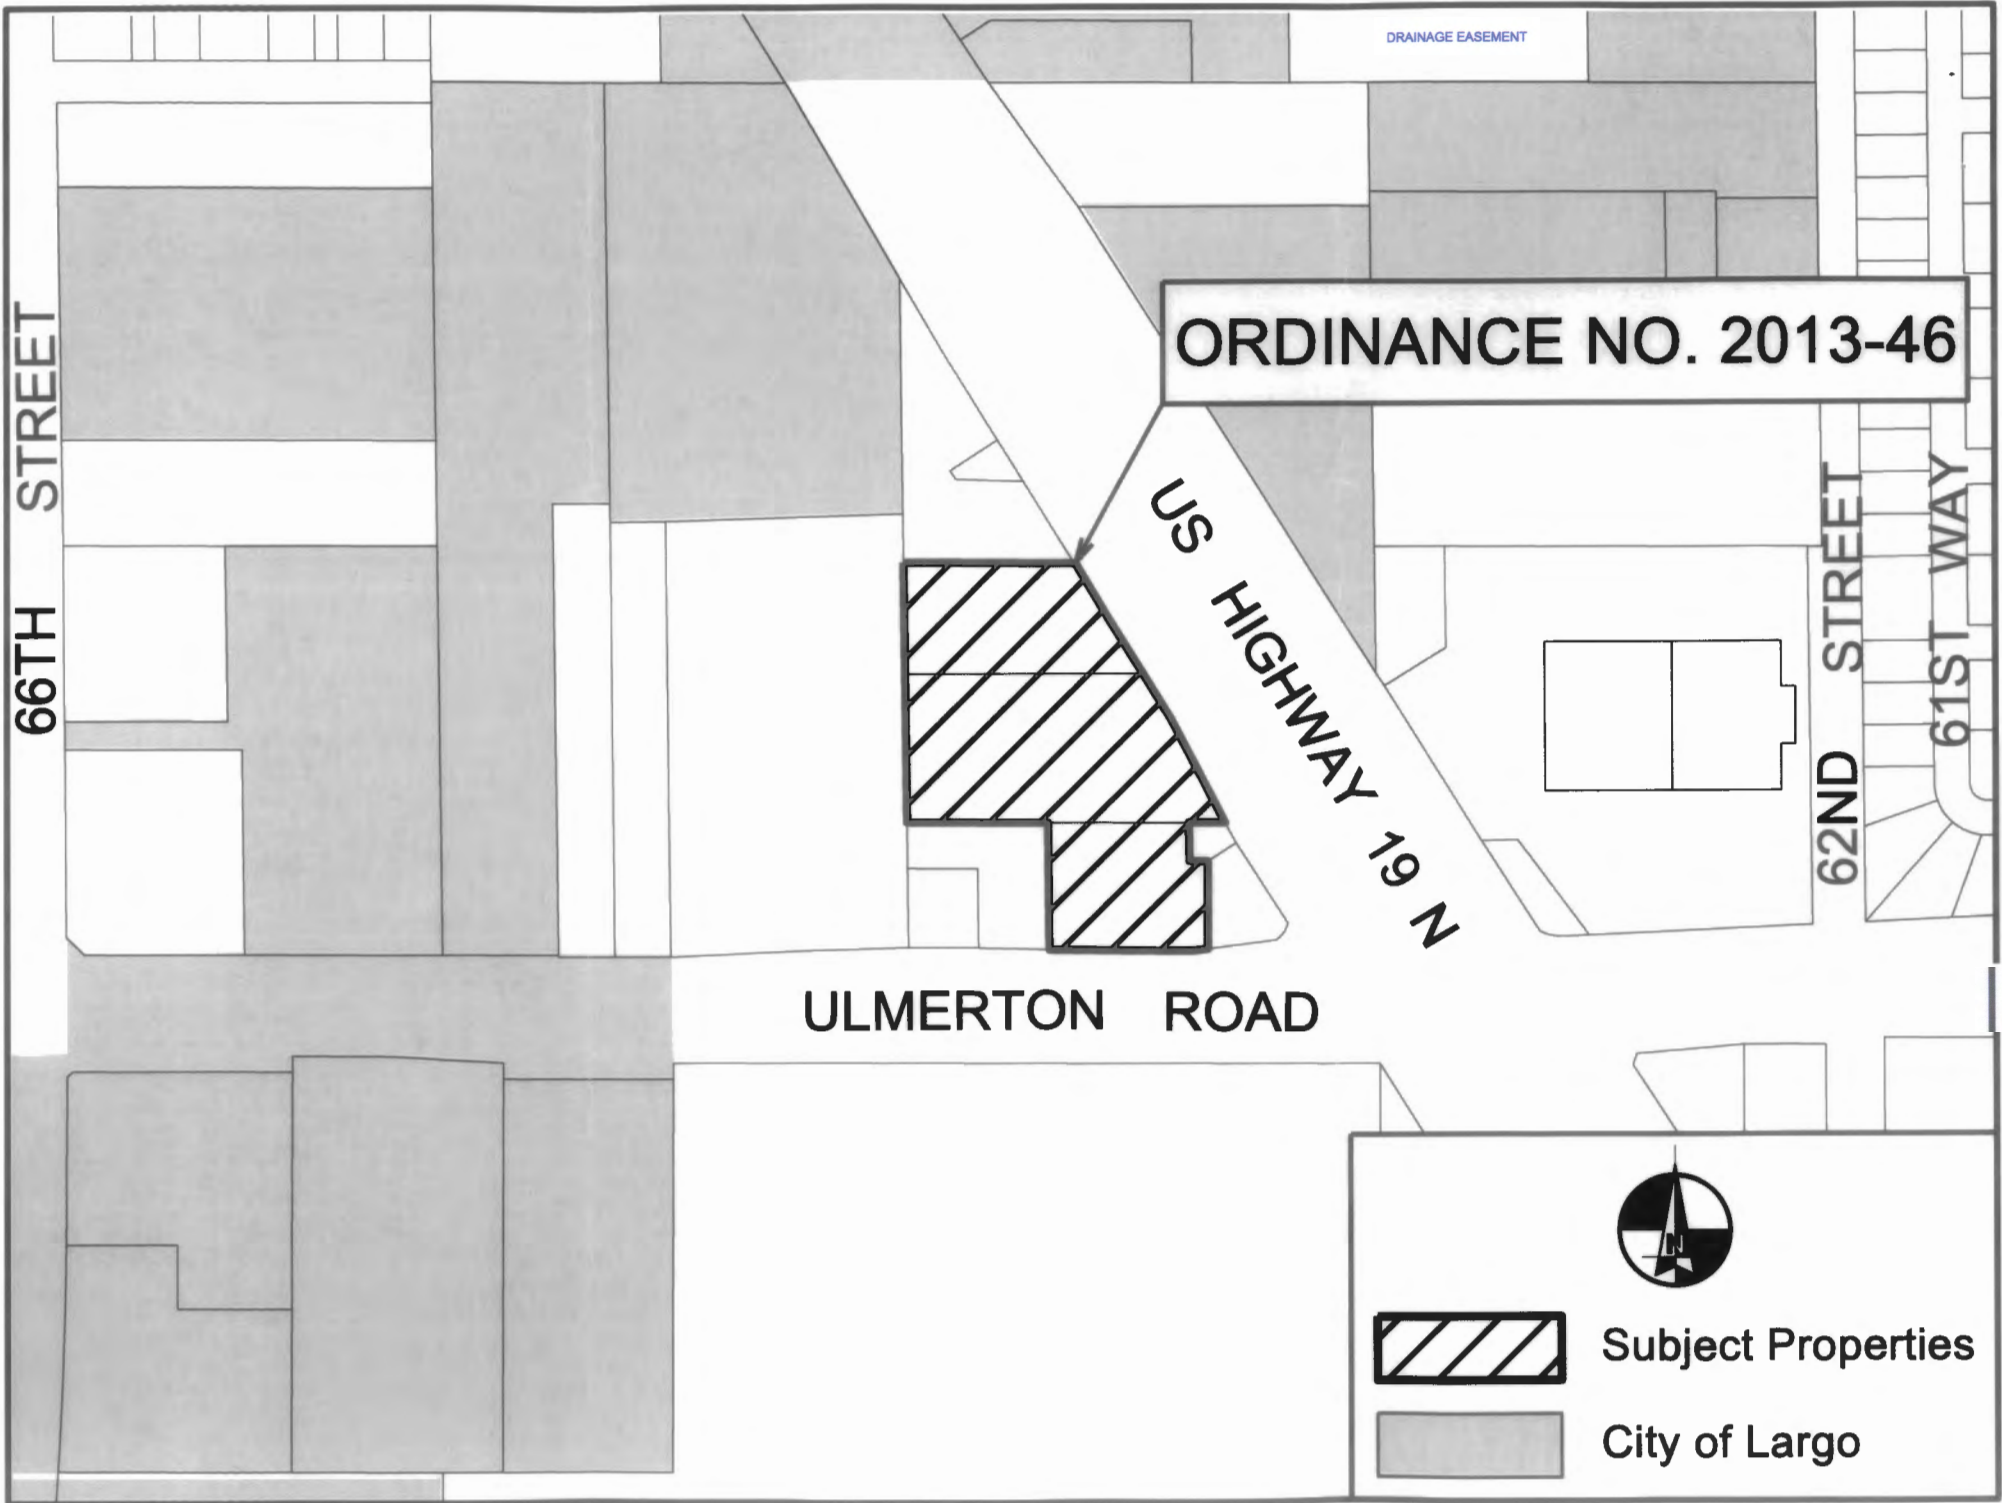 DRAINAGE EASEMENT
ORDINANCE NO. 2013-46
66TH STREET
US HIGHWAY 19 N
62ND STREET
61ST WAY
ULMERTON ROAD
N
Subject Properties
City of Largo